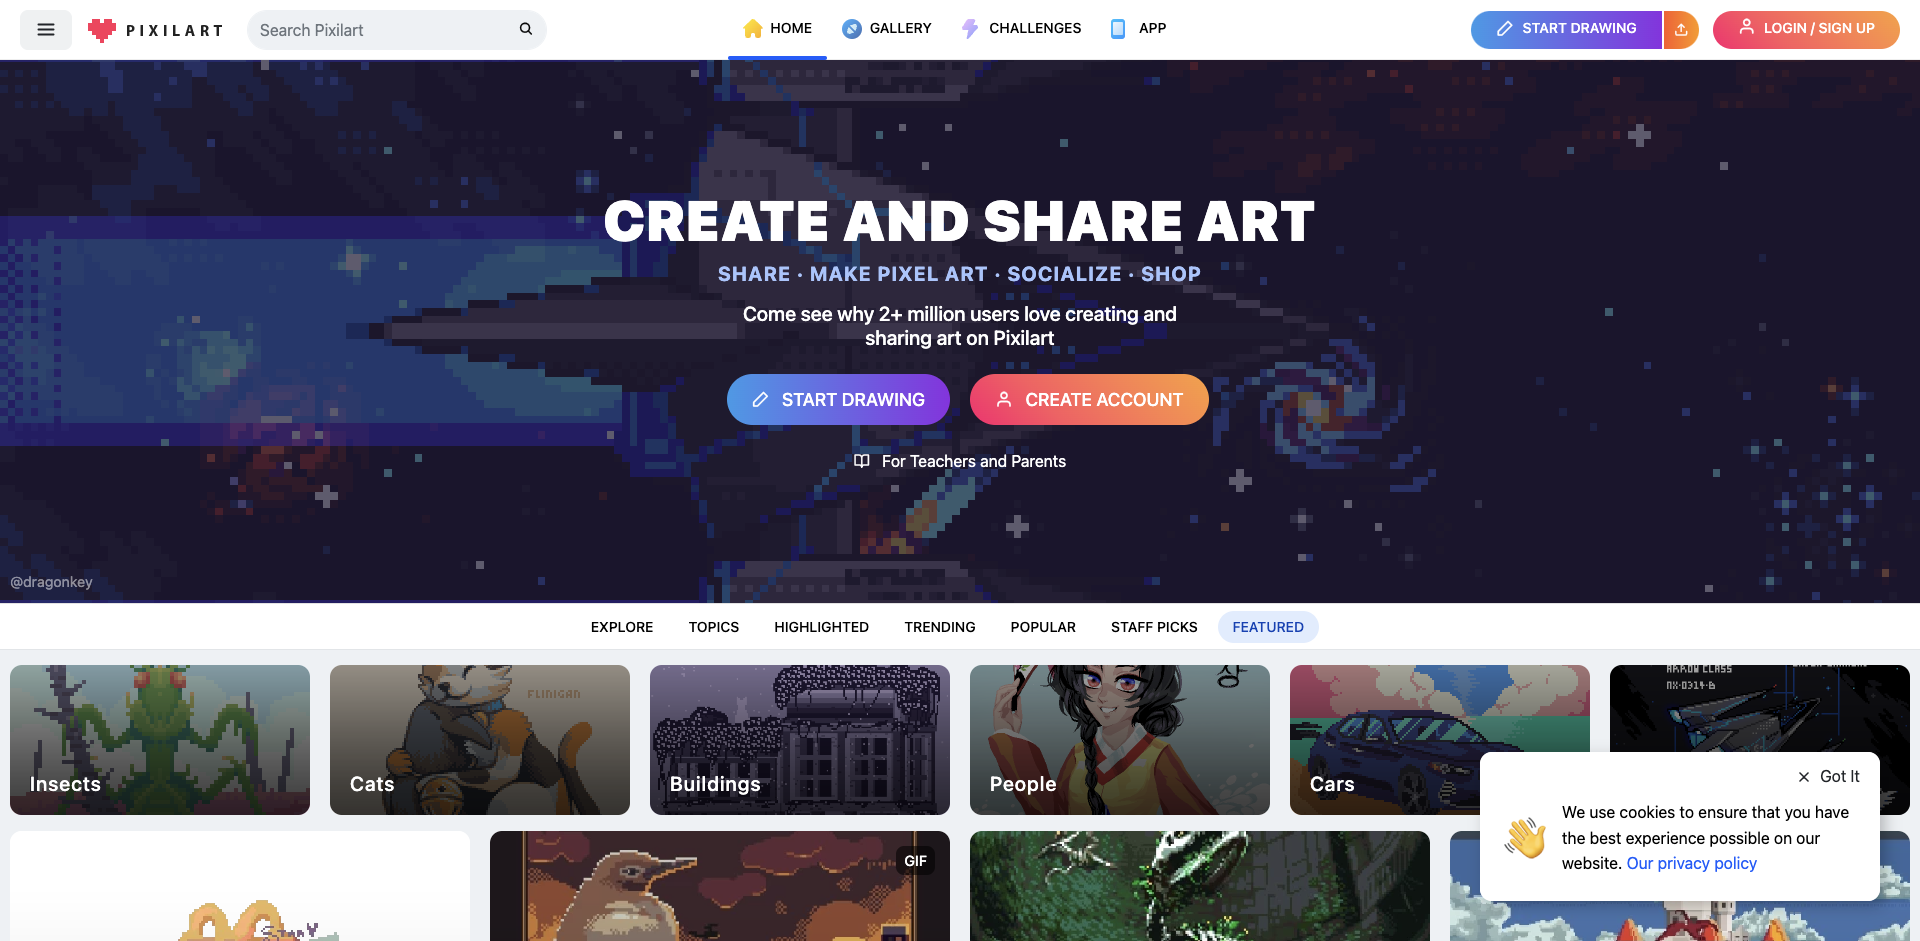 PIXILART
Search Pixilart
HOME
GALLERY
CHALLENGES
APP
START DRAWING
LOGIN / SIGN UP
CREATE AND SHARE ART
SHARE · MAKE PIXEL ART · SOCIALIZE · SHOP
Come see why 2+ million users love creating and
sharing art on Pixilart
START DRAWING
CREATE ACCOUNT
For Teachers and Parents
@dragonkey
EXPLORE
TOPICS
HIGHLIGHTED
TRENDING
POPULAR
STAFF PICKS
FEATURED
Insects
FLINIGAN
Cats
Buildings
People
Cars
ARROW CLASS
NX-0314-B
Got It
We use cookies to ensure that you have
the best experience possible on our
website. Our privacy policy
GIF